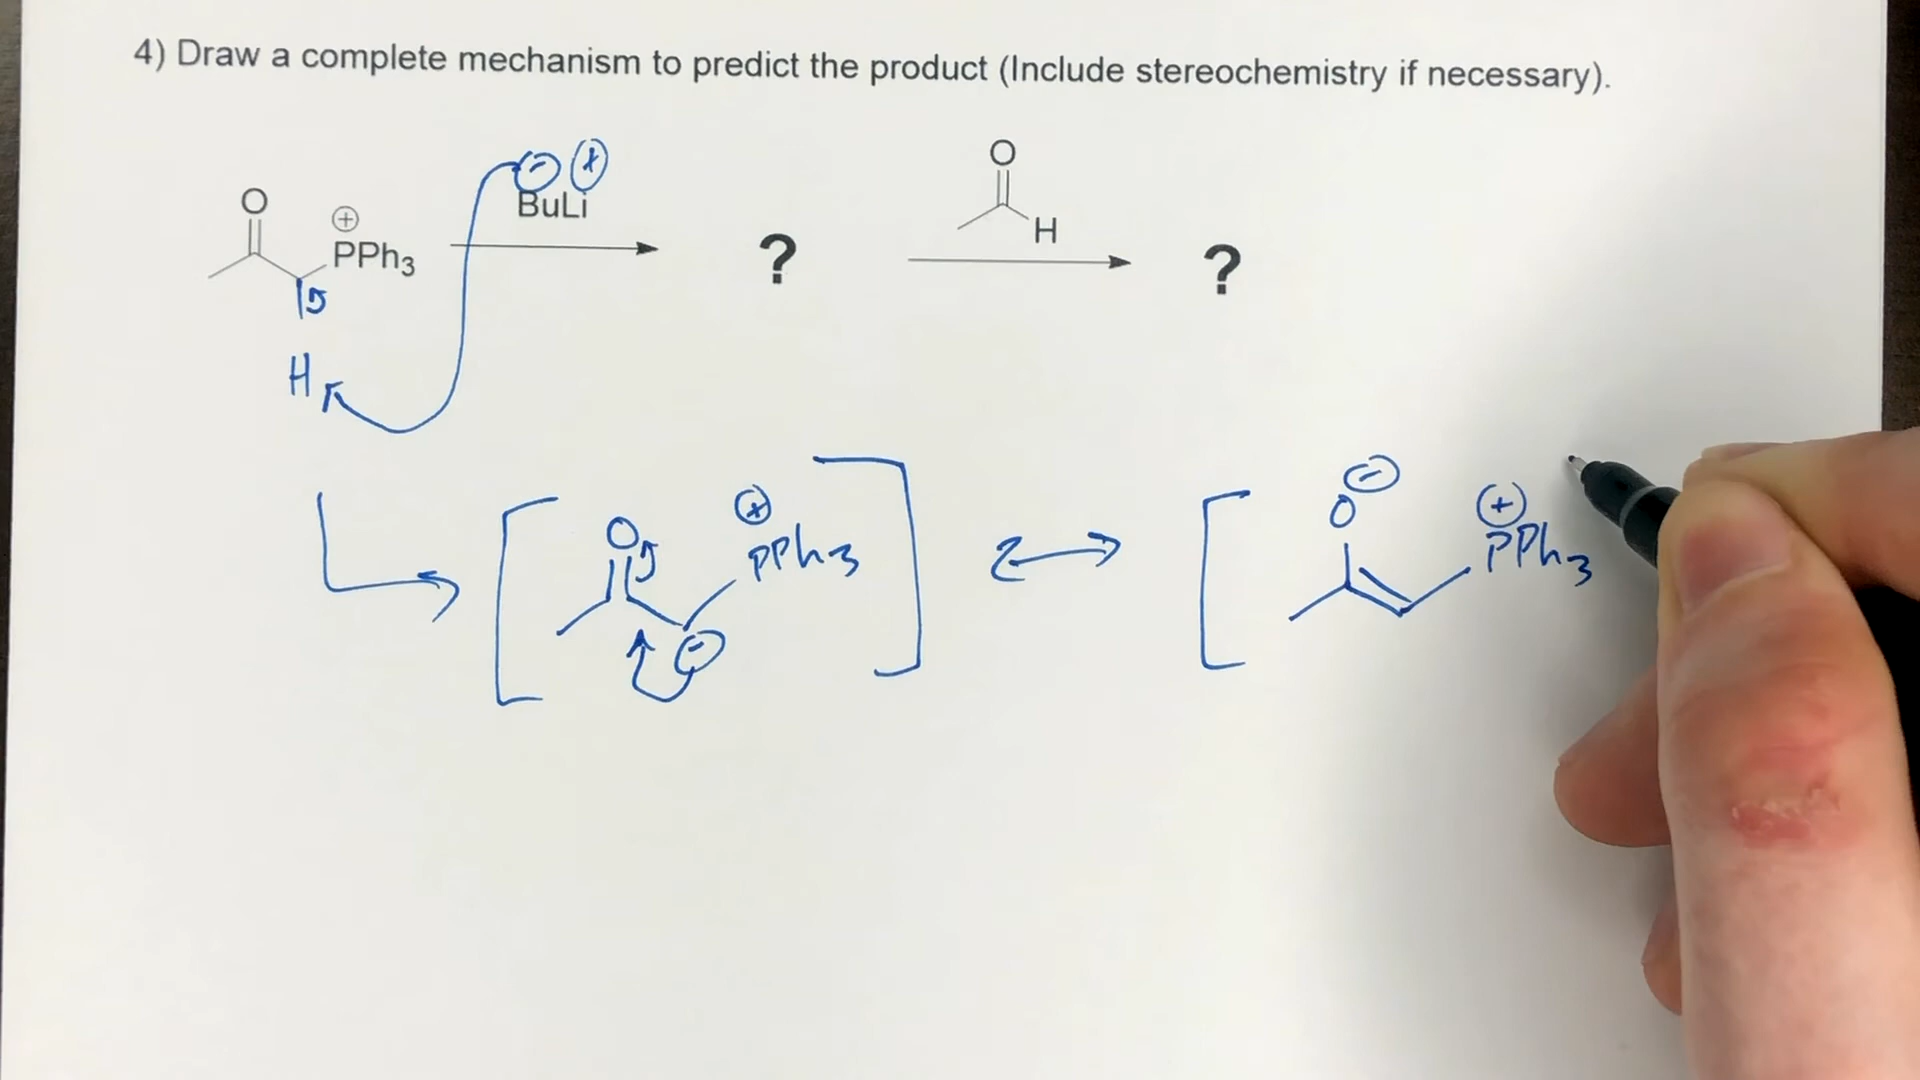 4) Draw a complete mechanism to predict the product (Include stereochemistry if necessary).
O
⊕
PPh3
⊖ ⊕
BuLi
?
O
H
?
H
O
⊕
PPh3
⊖
⊖
O
⊕
PPh3